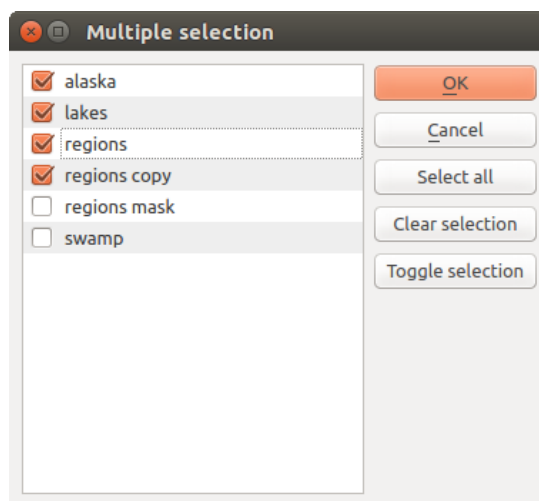 Multiple selection
alaska
lakes
regions
regions copy
regions mask
swamp
OK
Cancel
Select all
Clear selection
Toggle selection